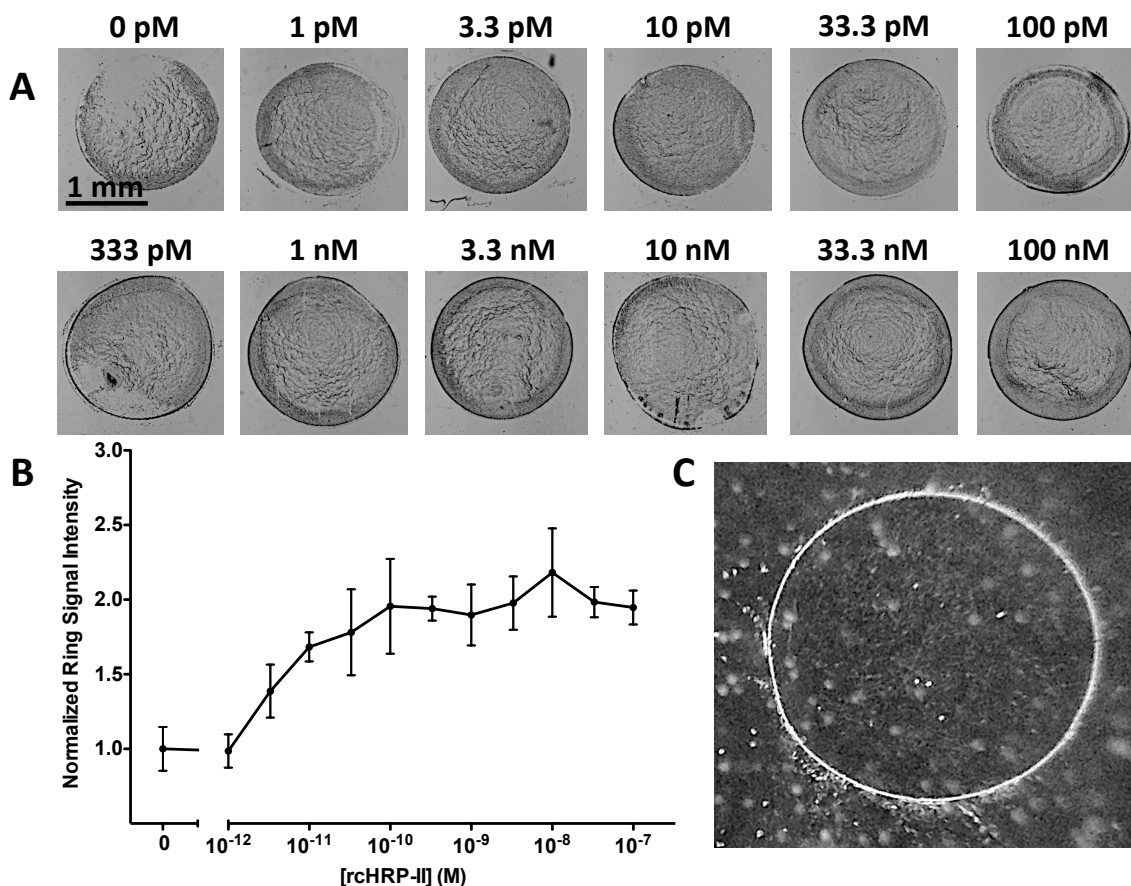 0 pM 1 pM 3.3 pM 10 pM 33.3 pM 100 pM
A
1 mm
333 pM 1 nM 3.3 nM 10 nM 33.3 nM 100 nM
B
C
3.0
2.5
2.0
1.5
1.0
Normalized Ring Signal Intensity
0 10⁻¹² 10⁻¹¹ 10⁻¹⁰ 10⁻⁹ 10⁻⁸ 10⁻⁷
[rcHRP-II] (M)